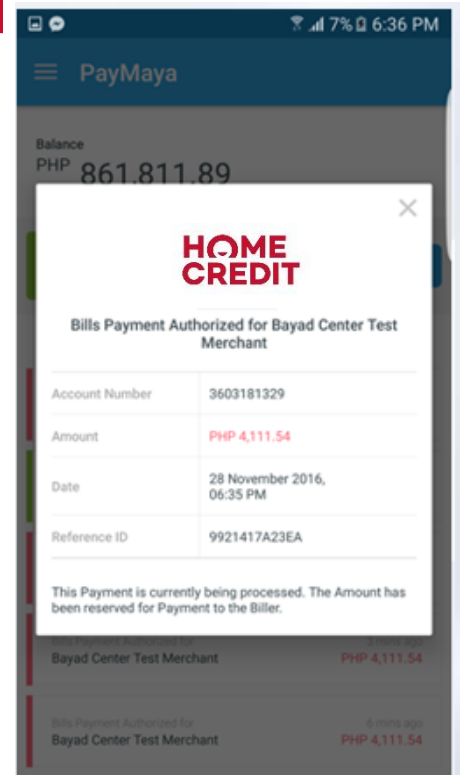 7% 6:36 PM
PayMaya
Balance
PHP 861,811.89
HOME
CREDIT
Bills Payment Authorized for Bayad Center Test
Merchant
Account Number 3603181329
Amount PHP 4,111.54
Date 28 November 2016,
06:35 PM
Reference ID 9921417A23EA
This Payment is currently being processed. The Amount has
been reserved for Payment to the Biller.
Bills Payment Authorized for 3 mins ago
Bayad Center Test Merchant PHP 4,111.54
Bills Payment Authorized for 6 mins ago
Bayad Center Test Merchant PHP 4,111.54